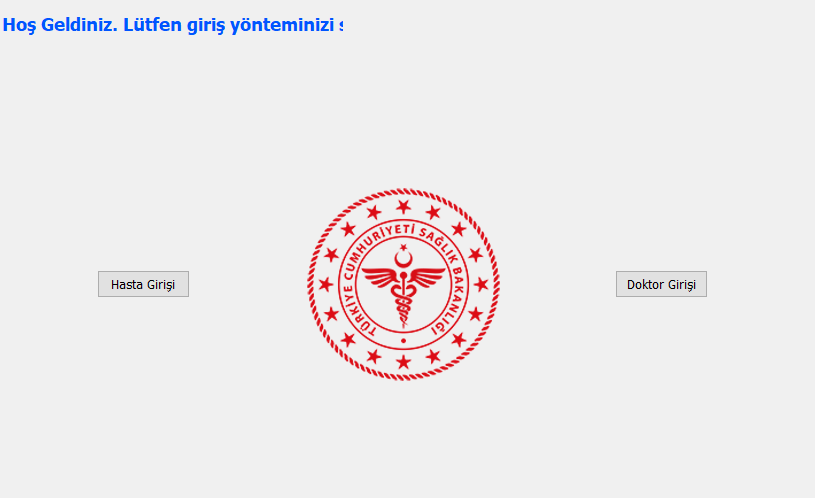 Hoş Geldiniz. Lütfen giriş yönteminizi
TÜRKİYE CUMHURİYETİ SAĞLIK BAKANLIĞI
Hasta Girişi
Doktor Girişi